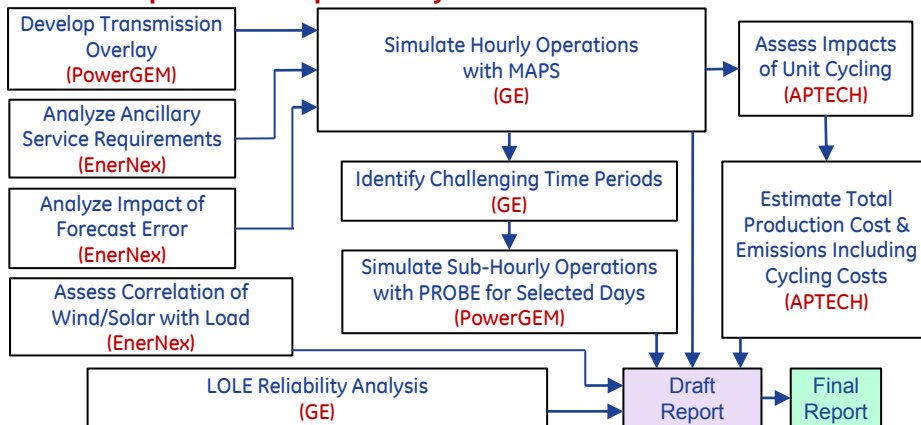 Develop Transmission
Overlay
(PowerGEM)
Simulate Hourly Operations
with MAPS
(GE)
Assess Impacts
of Unit Cycling
(APTECH)
Analyze Ancillary
Service Requirements
(EnerNex)
Identify Challenging Time Periods
(GE)
Analyze Impact of
Forecast Error
(EnerNex)
Estimate Total
Production Cost &
Emissions Including
Cycling Costs
(APTECH)
Simulate Sub-Hourly Operations
with PROBE for Selected Days
(PowerGEM)
Assess Correlation of
Wind/Solar with Load
(EnerNex)
LOLE Reliability Analysis
(GE)
Draft
Report
Final
Report